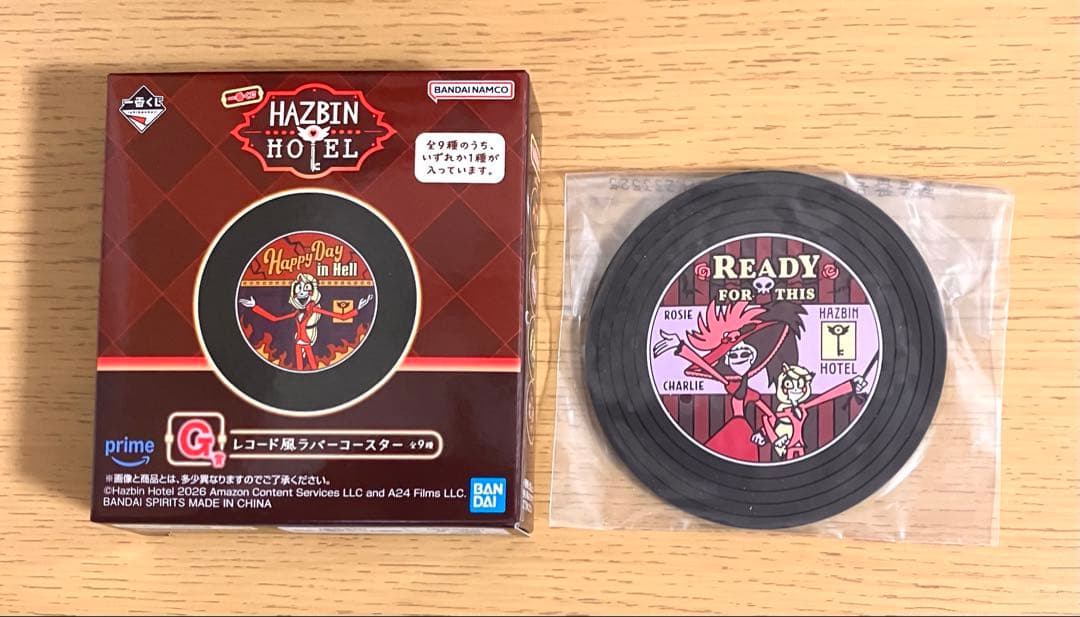 一番くじ
一番くじ
HAZBIN
HOTEL
BANDAI NAMCO
全9種のうち、
いずれか1種が
入っています。
Happy Day
in Hell
prime
G賞
レコード風ラバーコースター 全9種
※画像と商品とは、多少異なりますのでご了承ください。
©Hazbin Hotel 2026 Amazon Content Services LLC and A24 Films LLC.
BANDAI SPIRITS MADE IN CHINA
BAN
DAI
READY
FOR THIS
ROSIE
CHARLIE
HAZBIN
HOTEL